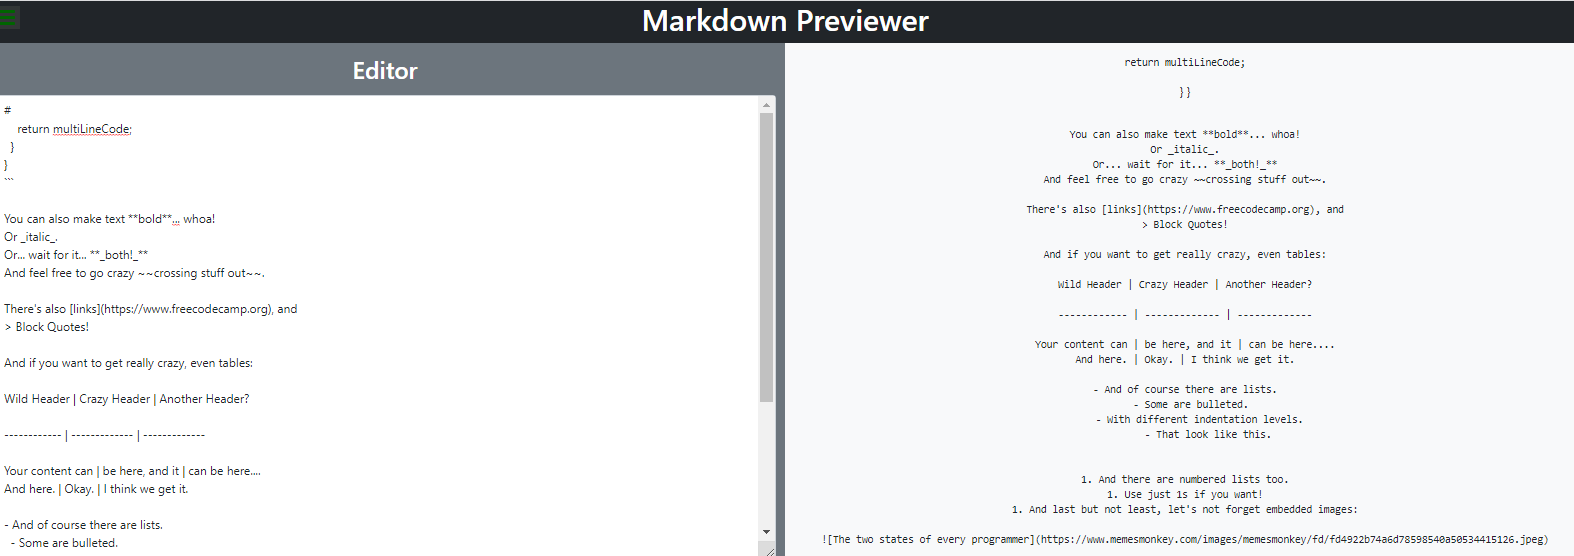 Markdown Previewer
Editor
#
return multiLineCode;
}
}
```
You can also make text **bold**... whoa!
Or _italic_.
Or... wait for it... **_both!_**
And feel free to go crazy ~~crossing stuff out~~.
There's also [links](https://www.freecodecamp.org), and
> Block Quotes!
And if you want to get really crazy, even tables:
Wild Header | Crazy Header | Another Header?
------------ | ------------- | -------------
Your content can | be here, and it | can be here....
And here. | Okay. | I think we get it.
- And of course there are lists.
- Some are bulleted.
return multiLineCode;
}}
You can also make text **bold**... whoa!
Or _italic_.
Or... wait for it... **_both!_**
And feel free to go crazy ~~crossing stuff out~~.
There's also [links](https://www.freecodecamp.org), and
> Block Quotes!
And if you want to get really crazy, even tables:
Wild Header | Crazy Header | Another Header?
------------ | ------------- | -------------
Your content can | be here, and it | can be here....
And here. | Okay. | I think we get it.
- And of course there are lists.
- Some are bulleted.
- With different indentation levels.
- That look like this.
1. And there are numbered lists too.
1. Use just 1s if you want!
1. And last but not least, let's not forget embedded images:
![The two states of every programmer](https://www.memesmonkey.com/images/memesmonkey/fd/fd4922b74a6d78598540a50534415126.jpeg)